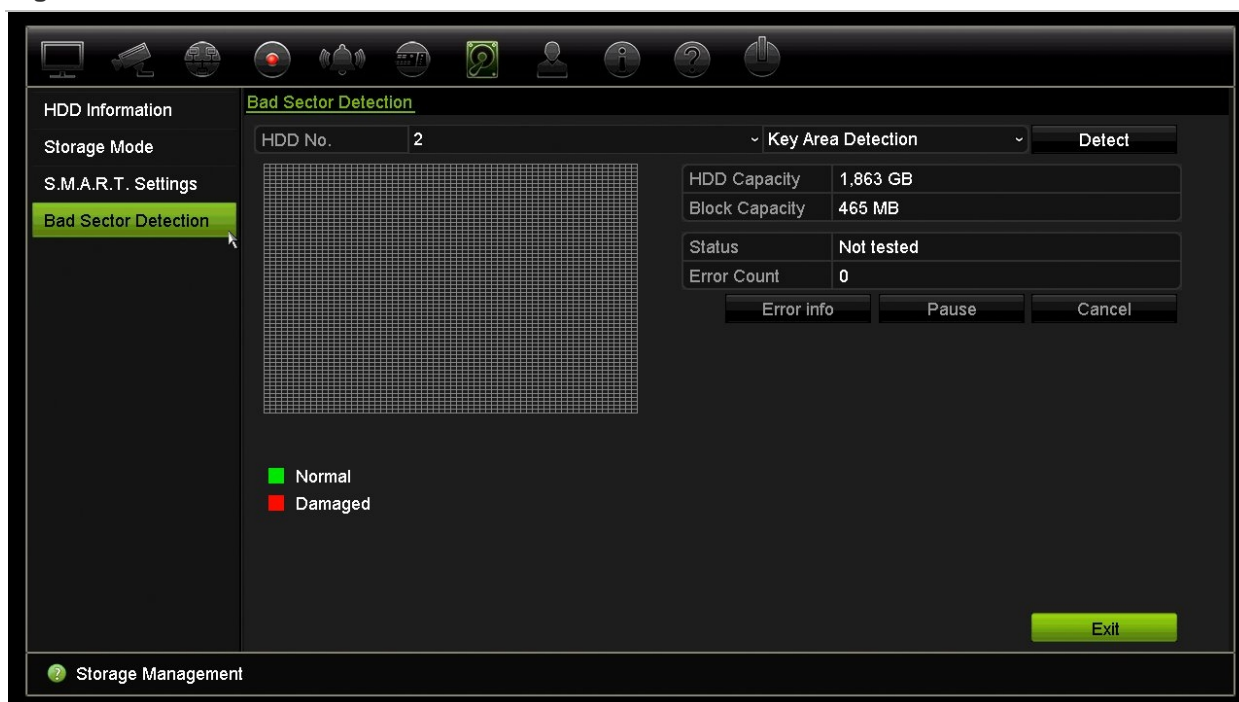 HDD Information
Storage Mode
S.M.A.R.T. Settings
Bad Sector Detection
Bad Sector Detection
HDD No. 2 Key Area Detection Detect
HDD Capacity 1,863 GB
Block Capacity 465 MB
Status Not tested
Error Count 0
Error info Pause Cancel
Normal
Damaged
Exit
Storage Management